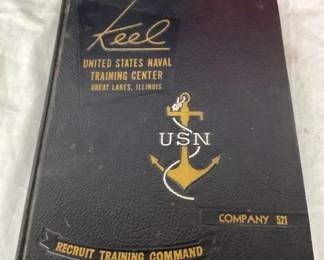 Keel
UNITED STATES NAVAL
TRAINING CENTER
GREAT LAKES, ILLINOIS
USN
COMPANY 521
RECRUIT TRAINING COMMAND